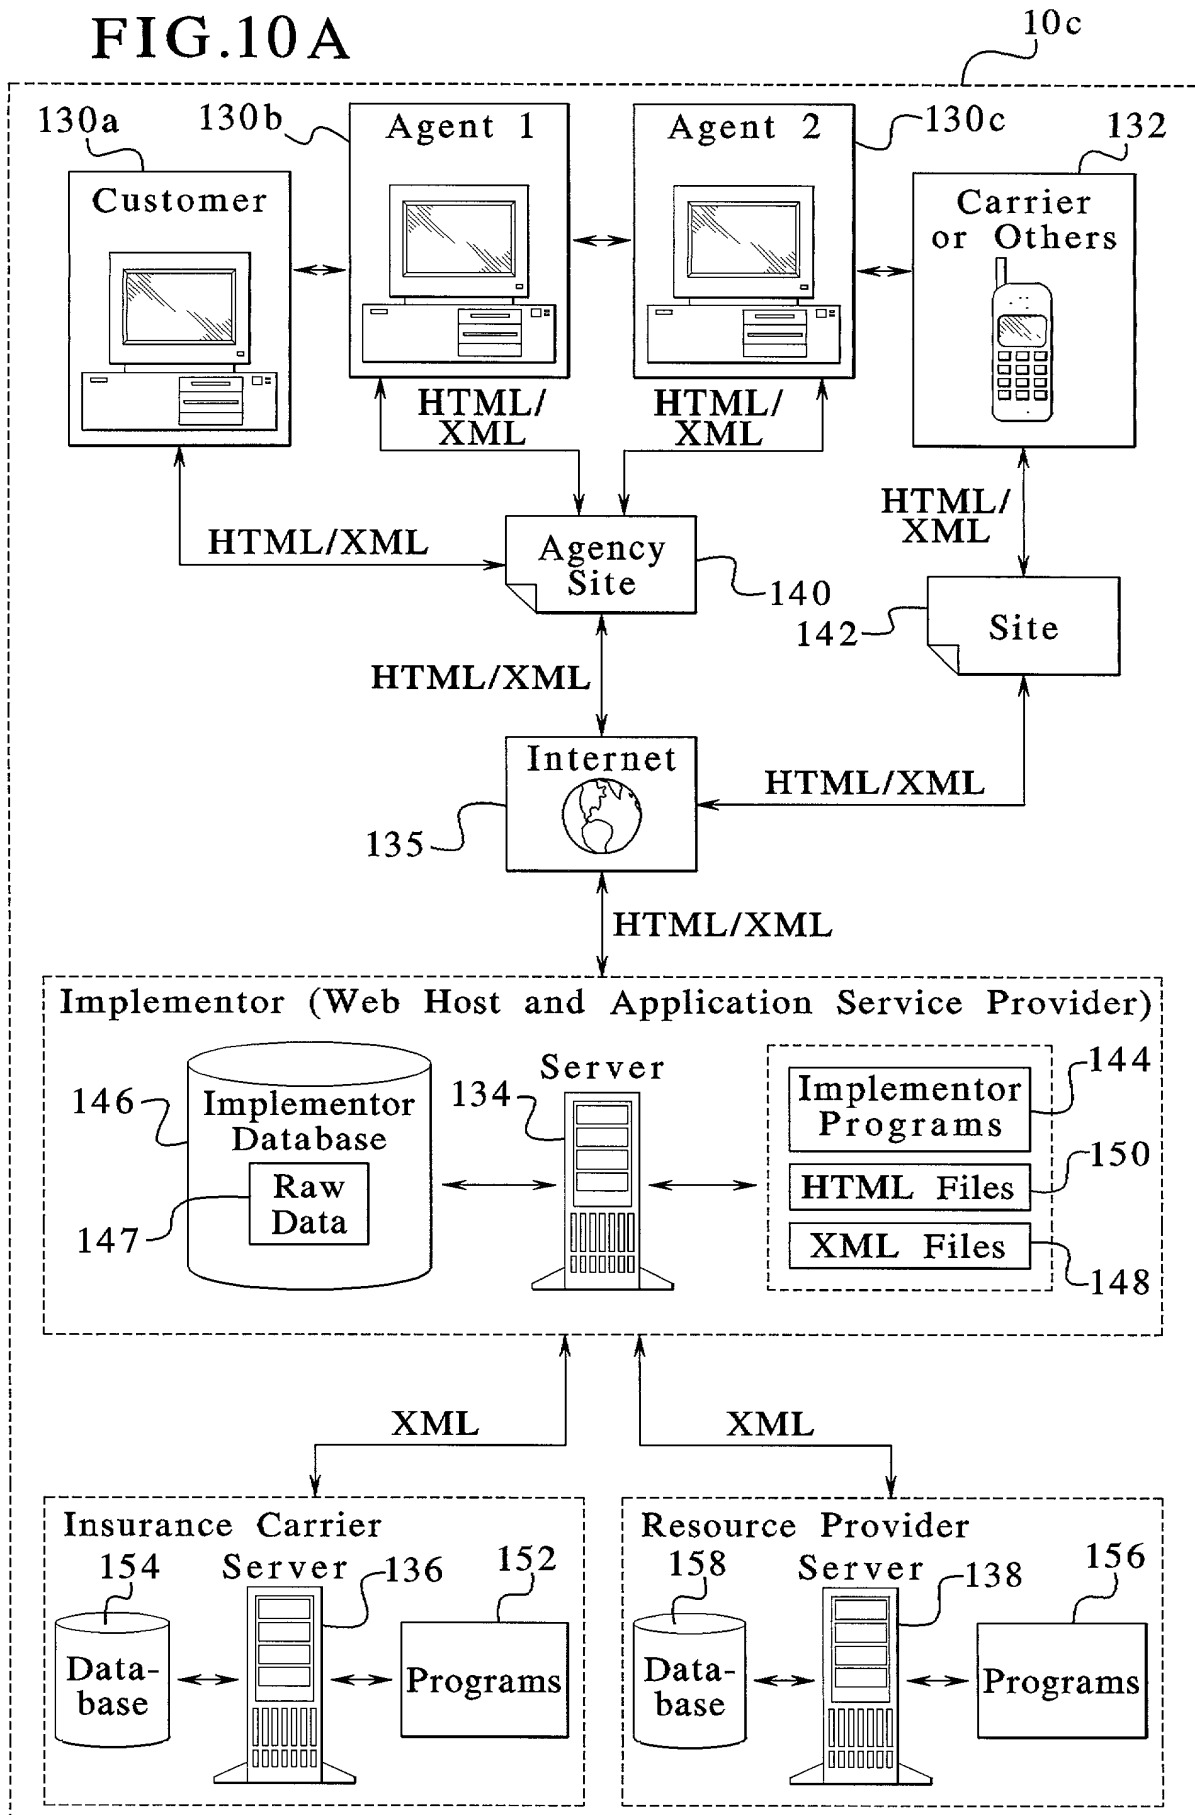 FIG.10A
10c
130a
130b
Agent 1
Agent 2
130c
132
Customer
Carrier
or Others
HTML/
XML
HTML/
XML
HTML/
XML
HTML/XML
Agency
Site
140
142
Site
HTML/XML
Internet
HTML/XML
135
HTML/XML
Implementor (Web Host and Application Service Provider)
146
Implementor
Database
147
Raw
Data
134
Server
Implementor
Programs
144
HTML Files
150
XML Files
148
XML
XML
Insurance Carrier
154
Server
136
152
Data-
base
Programs
Resource Provider
158
Server
138
156
Data-
base
Programs